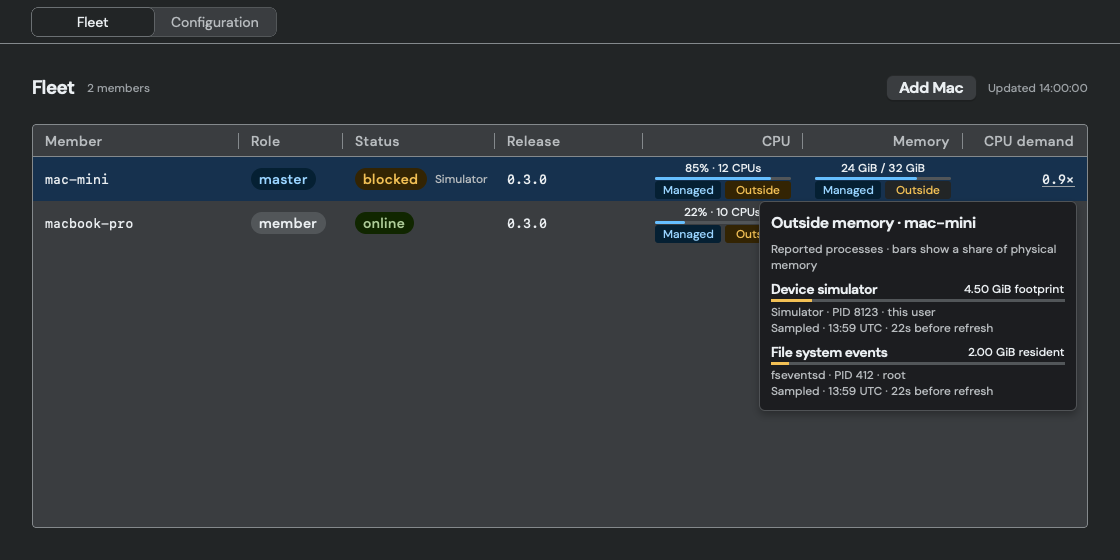 Fleet Configuration
Fleet 2 members Add Mac Updated 14:00:00
Member Role Status Release CPU Memory CPU demand
mac-mini master blocked Simulator 0.3.0 85% · 12 CPUs 24 GiB / 32 GiB 0.9×
Managed Outside Managed Outside
macbook-pro member online 0.3.0 22% · 10 CPUs
Managed
Outside memory · mac-mini
Reported processes · bars show a share of physical
memory
Device simulator 4.50 GiB footprint
Simulator · PID 8123 · this user
Sampled · 13:59 UTC · 22s before refresh
File system events 2.00 GiB resident
fseventsd · PID 412 · root
Sampled · 13:59 UTC · 22s before refresh